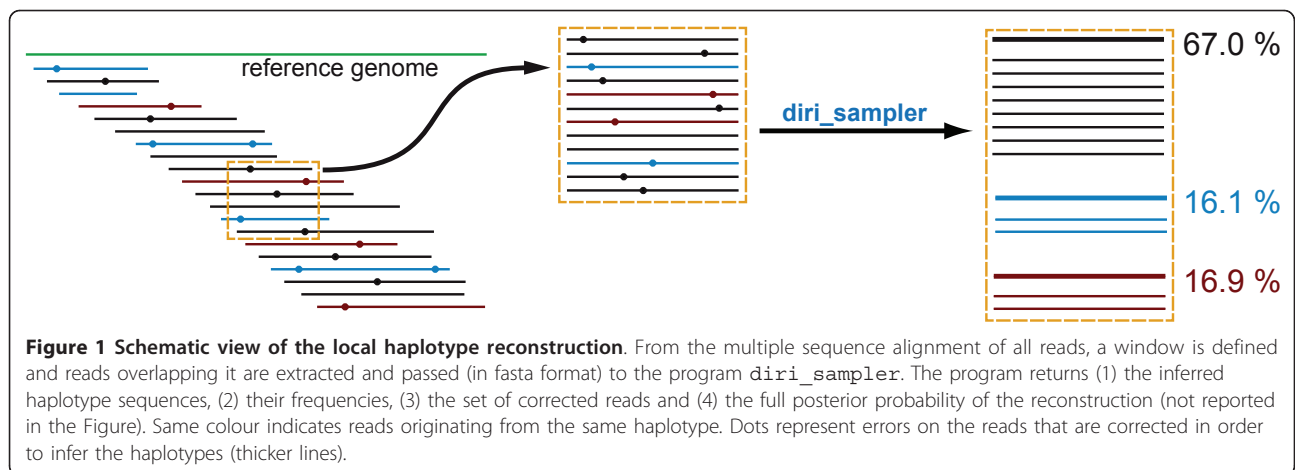 reference genome
diri_sampler
67.0 %
16.1 %
16.9 %
Figure 1 Schematic view of the local haplotype reconstruction. From the multiple sequence alignment of all reads, a window is defined
and reads overlapping it are extracted and passed (in fasta format) to the program diri_sampler. The program returns (1) the inferred
haplotype sequences, (2) their frequencies, (3) the set of corrected reads and (4) the full posterior probability of the reconstruction (not reported
in the Figure). Same colour indicates reads originating from the same haplotype. Dots represent errors on the reads that are corrected in order
to infer the haplotypes (thicker lines).